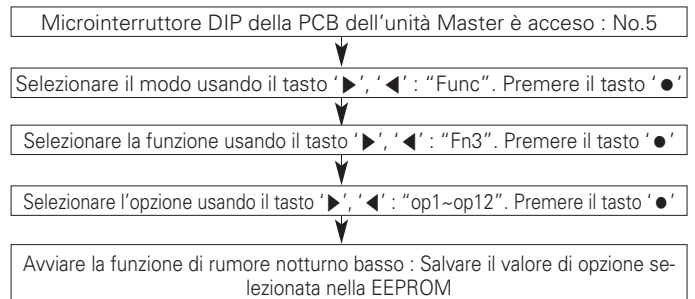 Microinterruttore DIP della PCB dell'unità Master è acceso : No.5
Selezionare il modo usando il tasto '▶', '◀' : "Func". Premere il tasto '●'
Selezionare la funzione usando il tasto '▶', '◀' : "Fn3". Premere il tasto '●'
Selezionare l'opzione usando il tasto '▶', '◀' : "op1~op12". Premere il tasto '●'
Avviare la funzione di rumore notturno basso : Salvare il valore di opzione se-
lezionata nella EEPROM